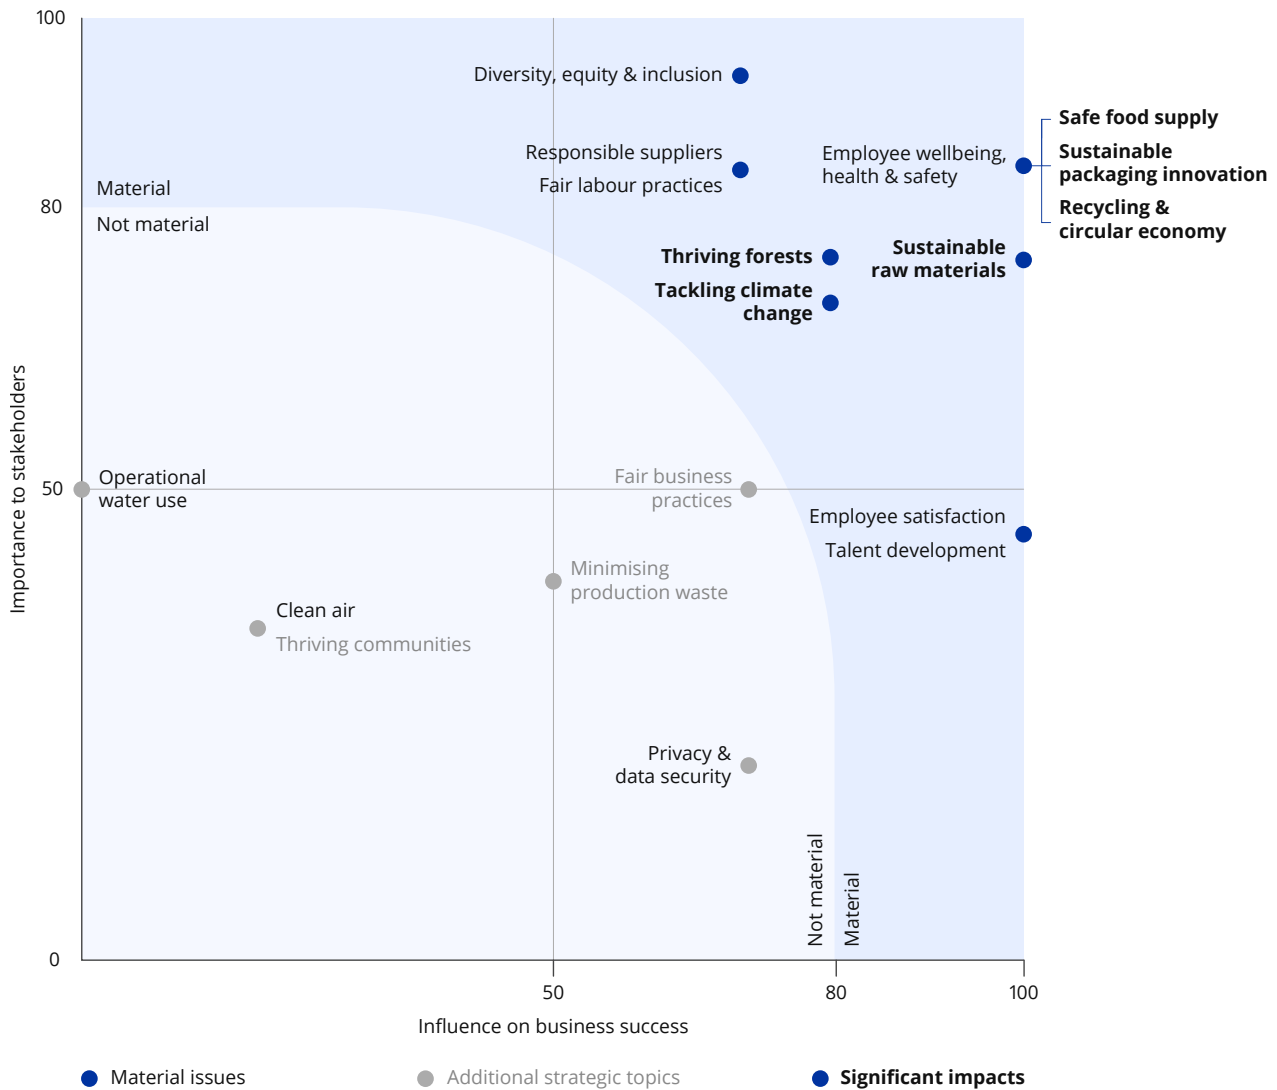 100
Diversity, equity & inclusion
Safe food supply
Responsible suppliers
Fair labour practices
Employee wellbeing,
health & safety
Sustainable
packaging innovation
Recycling &
circular economy
Material
80
Not material
Thriving forests
Sustainable
raw materials
Tackling climate
change
Importance to stakeholders
50
Operational
water use
Fair business
practices
Employee satisfaction
Talent development
Minimising
production waste
Clean air
Thriving communities
Privacy &
data security
Not material
Material
0
50
80
100
Influence on business success
Material issues
Additional strategic topics
Significant impacts